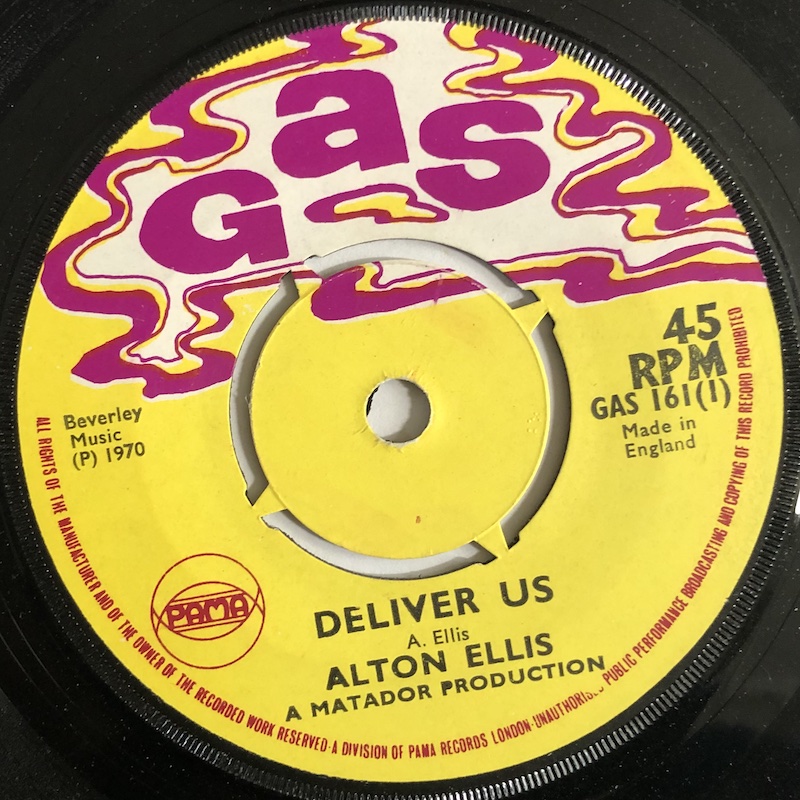 Gas
45
RPM
GAS 161(1)
Made in
England
Beverley
Music
(P) 1970
PAMA
DELIVER US
A. Ellis
ALTON ELLIS
A MATADOR PRODUCTION
ALL RIGHTS OF THE MANUFACTURER AND OF THE OWNER OF THE RECORDED WORK RESERVED·A DIVISION OF PAMA RECORDS LONDON·PUBLIC PERFORMANCE BROADCASTING AND COPYING OF THIS RECORD PROHIBITED